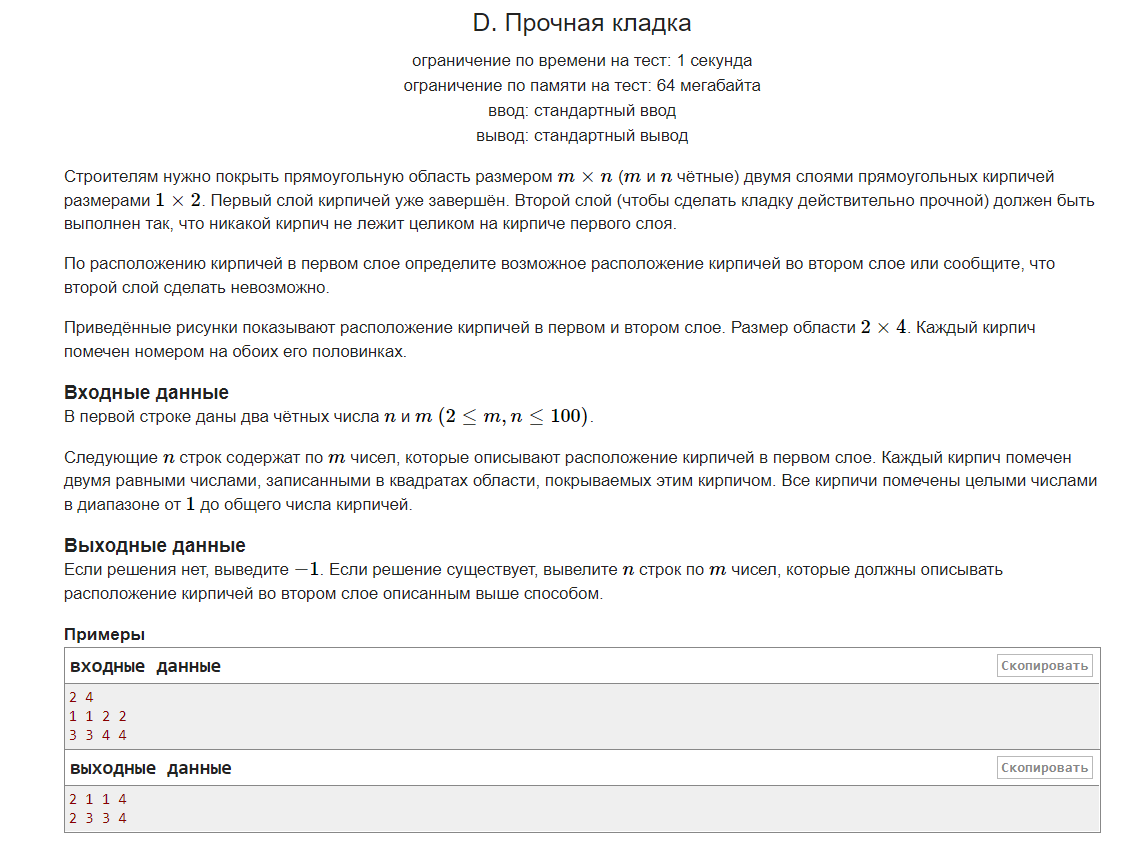 D. Прочная кладка
ограничение по времени на тест: 1 секунда
ограничение по памяти на тест: 64 мегабайта
ввод: стандартный ввод
вывод: стандартный вывод
Строителям нужно покрыть прямоугольную область размером m × n (m и n чётные) двумя слоями прямоугольных кирпичей
размерами 1 × 2. Первый слой кирпичей уже завершён. Второй слой (чтобы сделать кладку действительно прочной) должен быть
выполнен так, что никакой кирпич не лежит целиком на кирпиче первого слоя.
По расположению кирпичей в первом слое определите возможное расположение кирпичей во втором слое или сообщите, что
второй слой сделать невозможно.
Приведённые рисунки показывают расположение кирпичей в первом и втором слое. Размер области 2 × 4. Каждый кирпич
помечен номером на обоих его половинках.
Входные данные
В первой строке даны два чётных числа n и m (2 ≤ m, n ≤ 100).
Следующие n строк содержат по m чисел, которые описывают расположение кирпичей в первом слое. Каждый кирпич помечен
двумя равными числами, записанными в квадратах области, покрываемых этим кирпичом. Все кирпичи помечены целыми числами
в диапазоне от 1 до общего числа кирпичей.
Выходные данные
Если решения нет, выведите −1. Если решение существует, вывелите n строк по m чисел, которые должны описывать
расположение кирпичей во втором слое описанным выше способом.
Примеры
входные данные Скопировать
2 4
1 1 2 2
3 3 4 4
выходные данные Скопировать
2 1 1 4
2 3 3 4